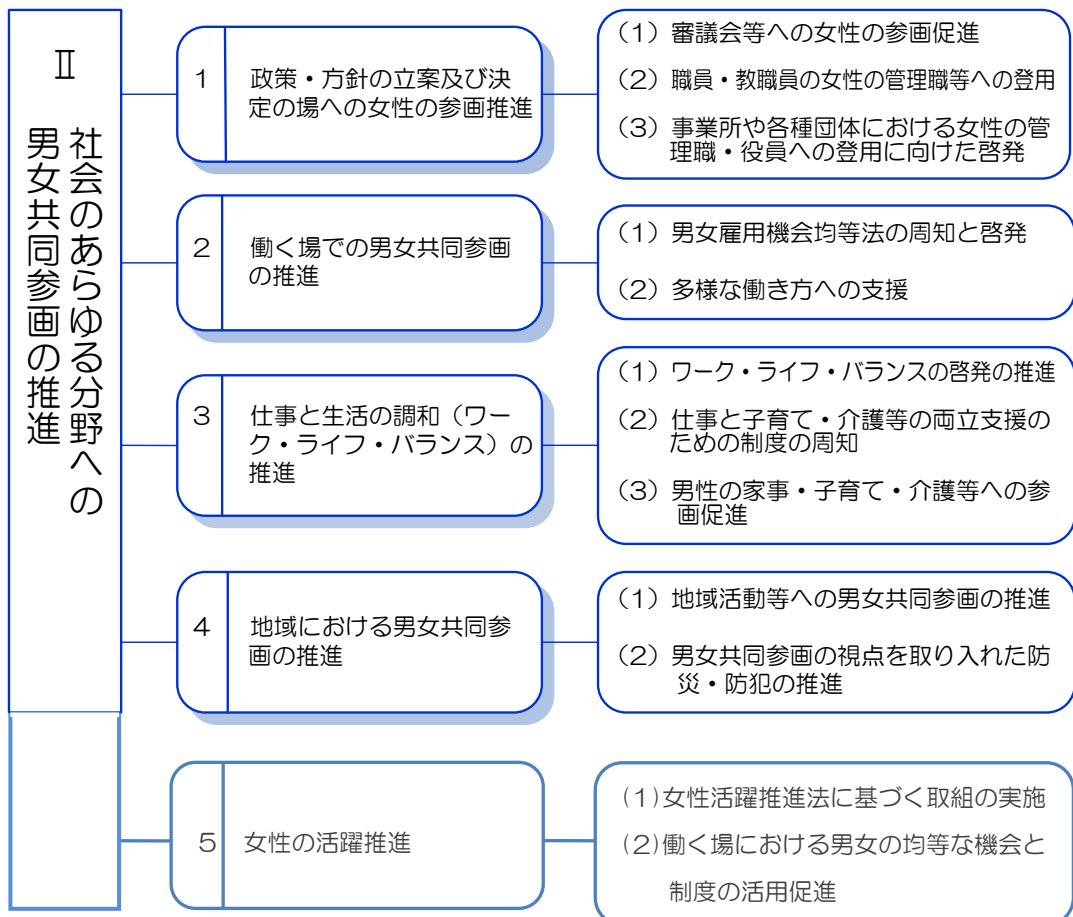 Ⅱ
社会のあらゆる分野への
男女共同参画の推進
1
政策・方針の立案及び決
定の場への女性の参画推進
（1）審議会等への女性の参画促進
（2）職員・教職員の女性の管理職等への登用
（3）事業所や各種団体における女性の管
理職・役員への登用に向けた啓発
2
働く場での男女共同参画
の推進
（1）男女雇用機会均等法の周知と啓発
（2）多様な働き方への支援
3
仕事と生活の調和（ワー
ク・ライフ・バランス）の
推進
（1）ワーク・ライフ・バランスの啓発の推進
（2）仕事と子育て・介護等の両立支援の
ための制度の周知
（3）男性の家事・子育て・介護等への参
画促進
4
地域における男女共同参
画の推進
（1）地域活動等への男女共同参画の推進
（2）男女共同参画の視点を取り入れた防
災・防犯の推進
5
女性の活躍推進
(1)女性活躍推進法に基づく取組の実施
(2)働く場における男女の均等な機会と
制度の活用促進